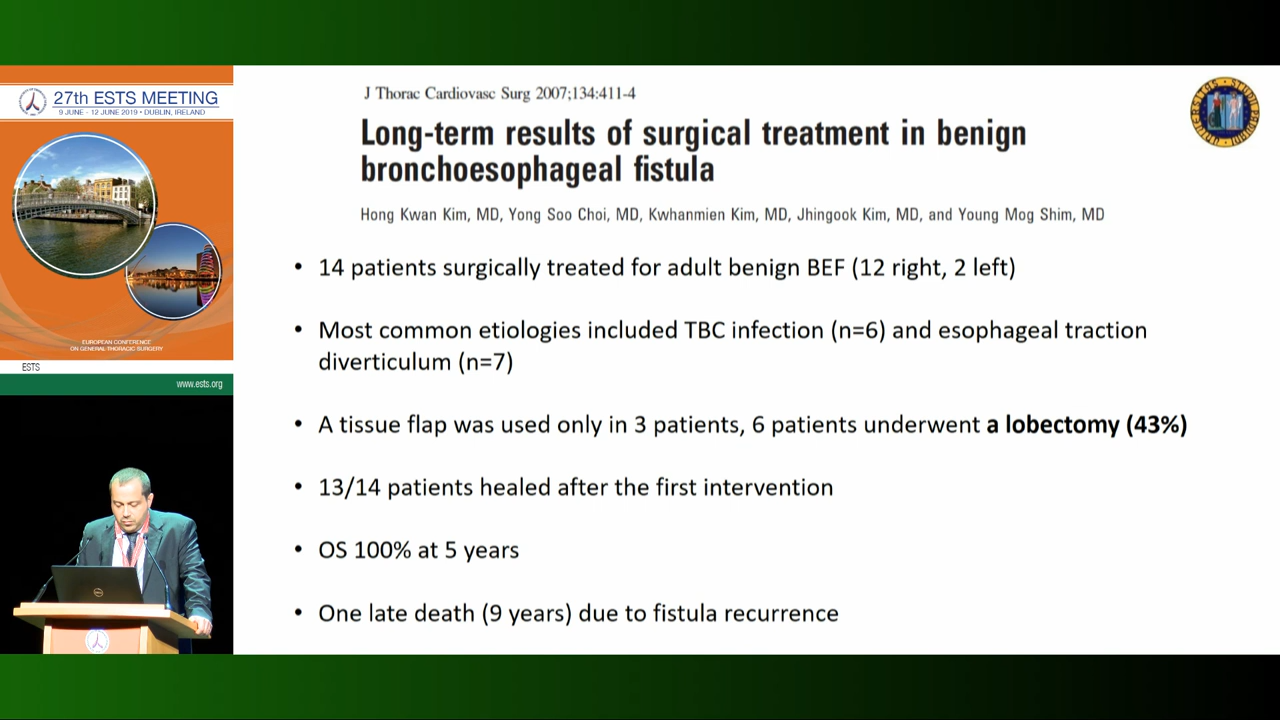 27th ESTS MEETING
9 JUNE - 12 JUNE 2019 • DUBLIN, IRELAND
EUROPEAN CONFERENCE
ON GENERAL THORACIC SURGERY
ESTS
www.ests.org
J Thorac Cardiovasc Surg 2007;134:411-4
Long-term results of surgical treatment in benign
bronchoesophageal fistula
Hong Kwan Kim, MD, Yong Soo Choi, MD, Kwhanmien Kim, MD, Jhingook Kim, MD, and Young Mog Shim, MD
• 14 patients surgically treated for adult benign BEF (12 right, 2 left)
• Most common etiologies included TBC infection (n=6) and esophageal traction
diverticulum (n=7)
• A tissue flap was used only in 3 patients, 6 patients underwent a lobectomy (43%)
• 13/14 patients healed after the first intervention
• OS 100% at 5 years
• One late death (9 years) due to fistula recurrence